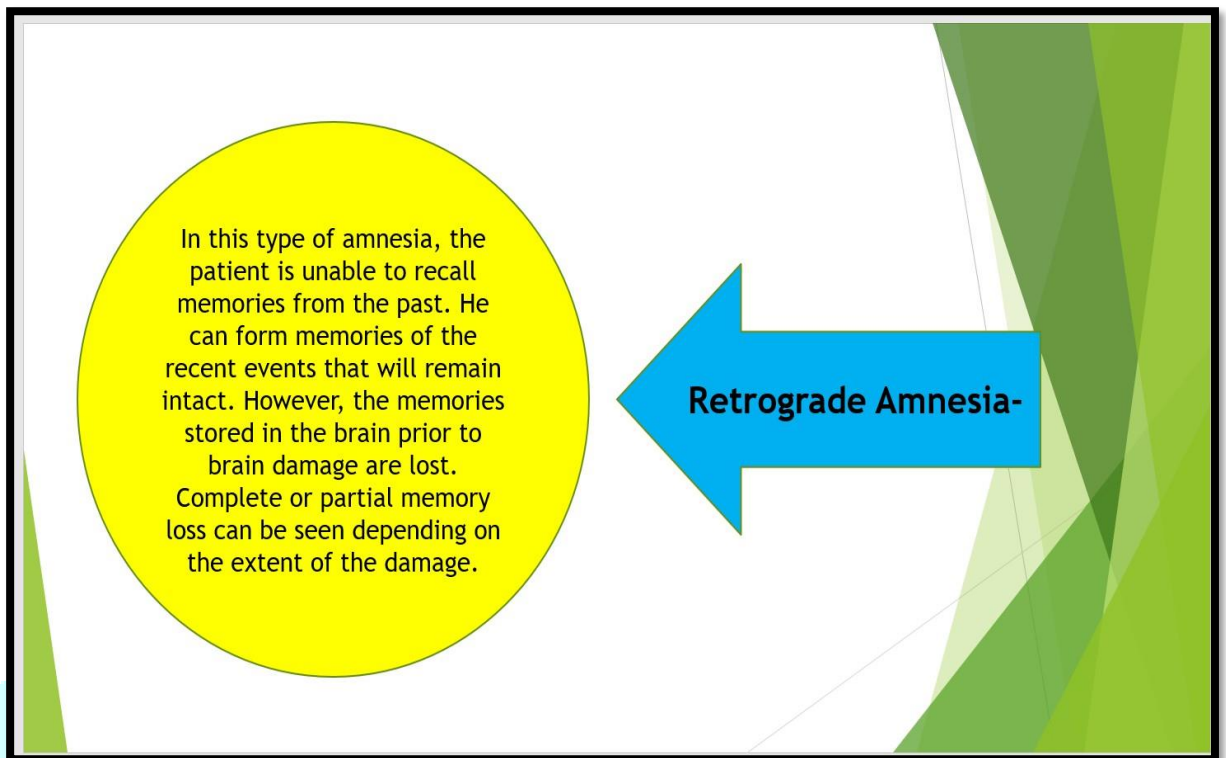 In this type of amnesia, the
patient is unable to recall
memories from the past. He
can form memories of the
recent events that will remain
intact. However, the memories
stored in the brain prior to
brain damage are lost.
Complete or partial memory
loss can be seen depending on
the extent of the damage.
Retrograde Amnesia-